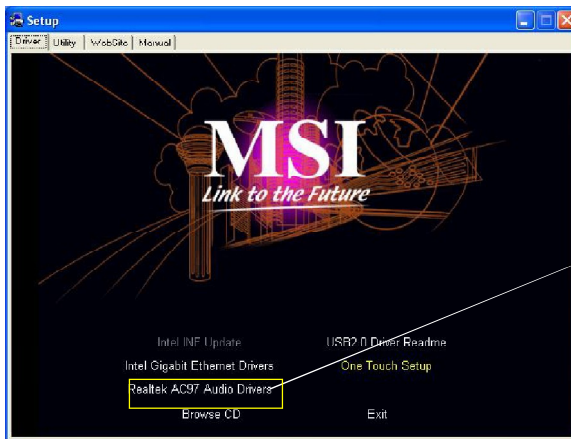 Setup
Driver Utility WebSite Manual
MSI
Link to the Future
Intel INF Update
USB2.0 Driver Readme
Intel Gigabit Ethernet Drivers
One Touch Setup
Realtek AC97 Audio Drivers
Browse CD
Exit